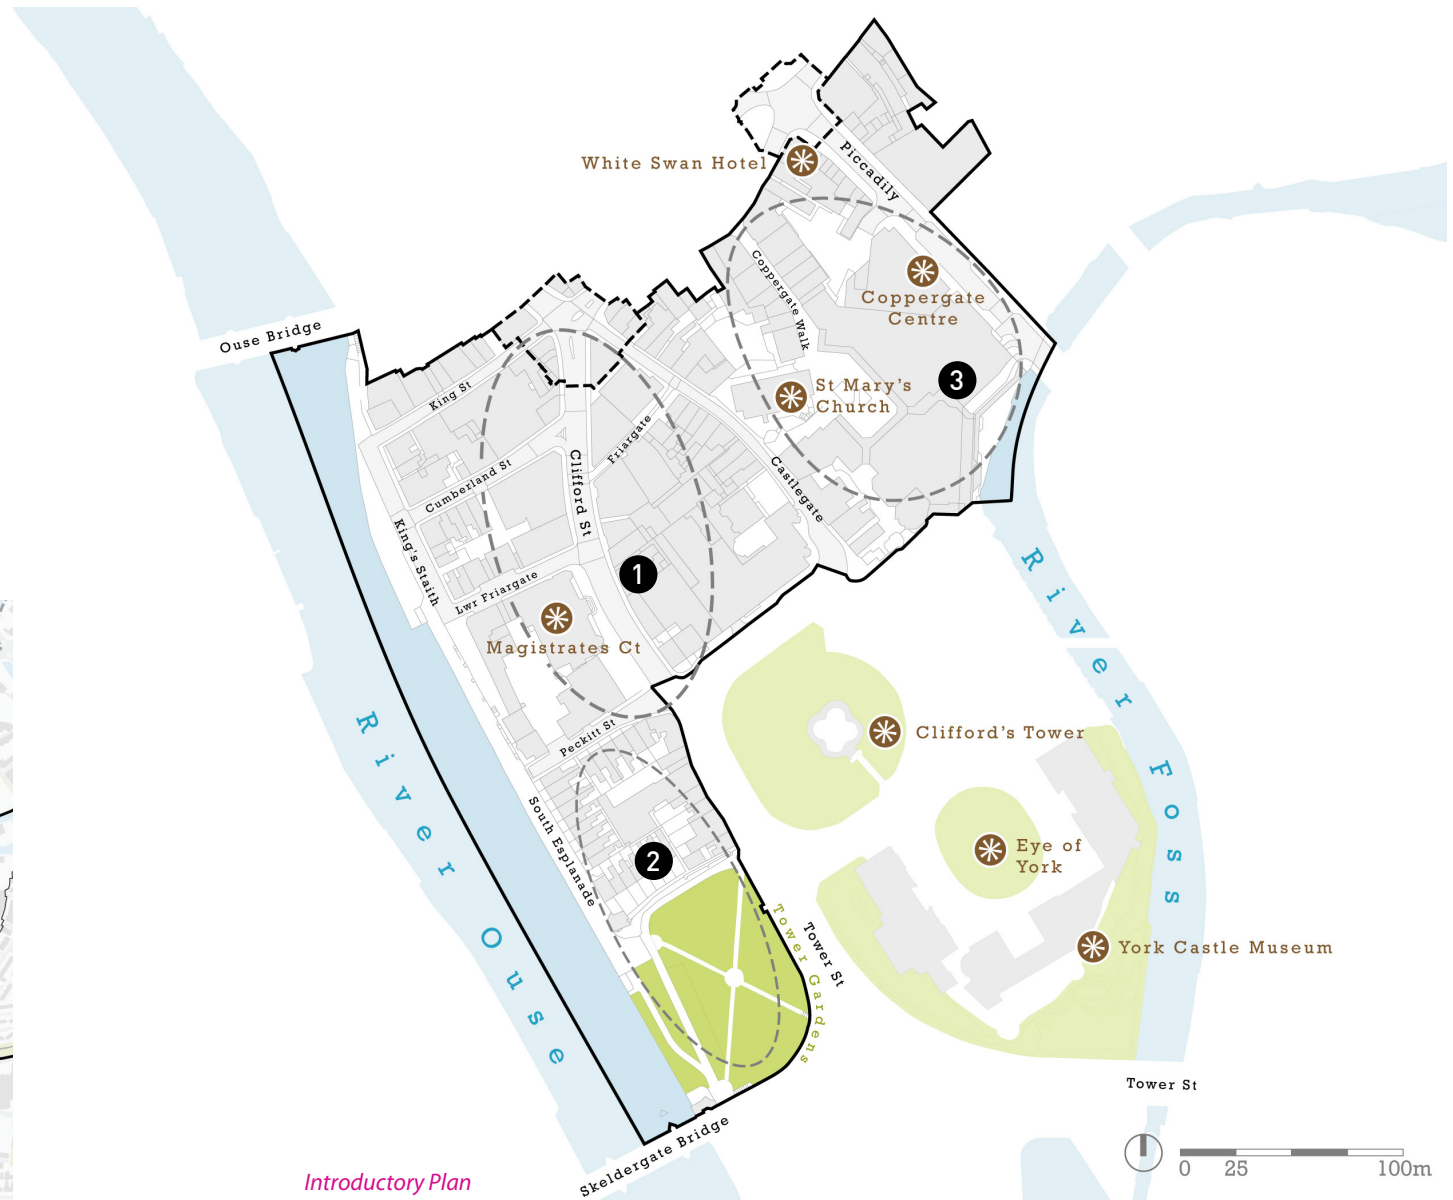 White Swan Hotel
Piccadily
Coppergate
Centre
Coppergate Walk
Ouse Bridge
3
St Mary's
Church
King St
Friargate
Cumberland St
Clifford St
Castlegate
King's Staith
1
Lwr Friargate
Magistrates Ct
River Foss
Peckitt St
River Ouse
Clifford's Tower
South Esplanade
2
Eye of
York
Tower St
Tower Gardens
York Castle Museum
Tower St
Skeldergate Bridge
0 25 100m
Introductory Plan